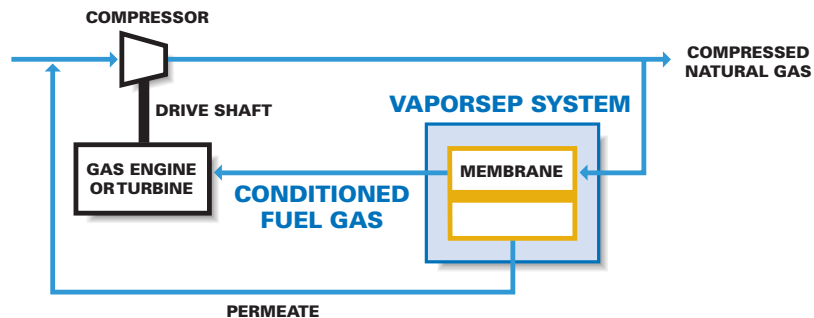 COMPRESSOR
COMPRESSED
NATURAL GAS
DRIVE SHAFT
VAPORSEP SYSTEM
GAS ENGINE
OR TURBINE
MEMBRANE
CONDITIONED
FUEL GAS
PERMEATE